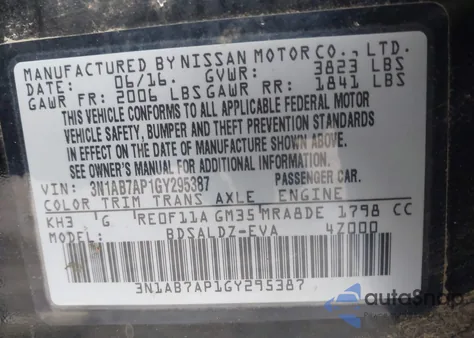 MANUFACTURED BY NISSAN MOTOR CO., LTD.
DATE: 06/16. GVWR: 3823 LBS
GAWR FR: 2006 LBS GAWR RR: 1841 LBS
THIS VEHICLE CONFORMS TO ALL APPLICABLE FEDERAL MOTOR
VEHICLE SAFETY, BUMPER AND THEFT PREVENTION STANDARDS
IN EFFECT ON THE DATE OF MANUFACTURE SHOWN ABOVE.
SEE OWNER'S MANUAL FOR ADDITIONAL INFORMATION.
VIN: 3N1AB7AP1GY295387 PASSENGER CAR.
COLOR TRIM TRANS AXLE ENGINE
KH3 G RE0F11A GM35 MRA8DE 1798 CC
MODEL: BDSALDZ-EVA 4Z000
3N1AB7AP1GY295387
autoSnap